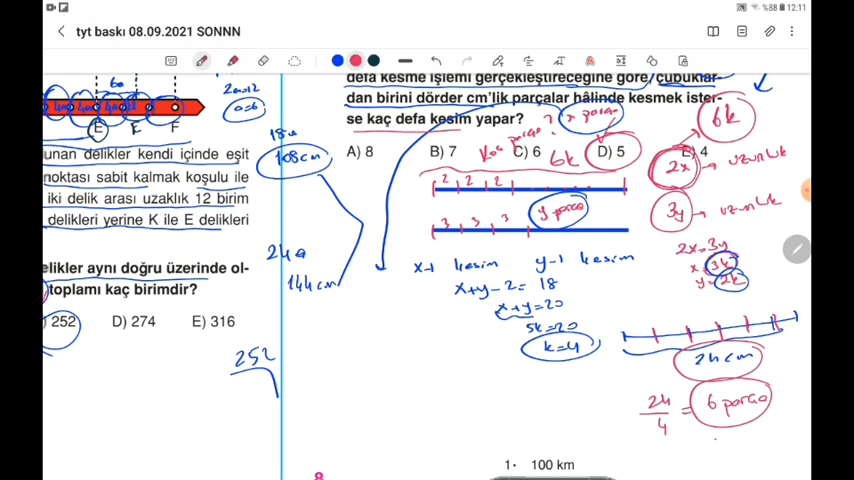 %88 12:11
tyt baskı 08.09.2021 SONNN
6a
2a=12
a=6
E
E
F
unan delikler kendi içinde eşit
noktası sabit kalmak koşulu ile
iki delik arası uzaklık 12 birim
delikleri yerine K ile E delikleri
elikler aynı doğru üzerinde ol-
toplamı kaç birimdir?
) 252 D) 274 E) 316
252
18a
108cm
24a
144cm
defa kesme işlemi gerçekleştireceğine göre, çubuklar-
dan birini dörder cm'lik parçalar hâlinde kesmek ister-
se kaç defa kesim yapar?
x parça
Kaç parça ?
6k
A) 8 B) 7 C) 6 D) 5 E) 4
6k
2 2 2
y parça
3 3 3
2x → uzunluk
3y → uzunluk
x-1 kesim y-1 kesim
x+y-2= 18
x+y=20
5k=20
k=4
2x=3y
x=3k
y=2k
24cm
24/4 = 6 parça
1· 100 km
8